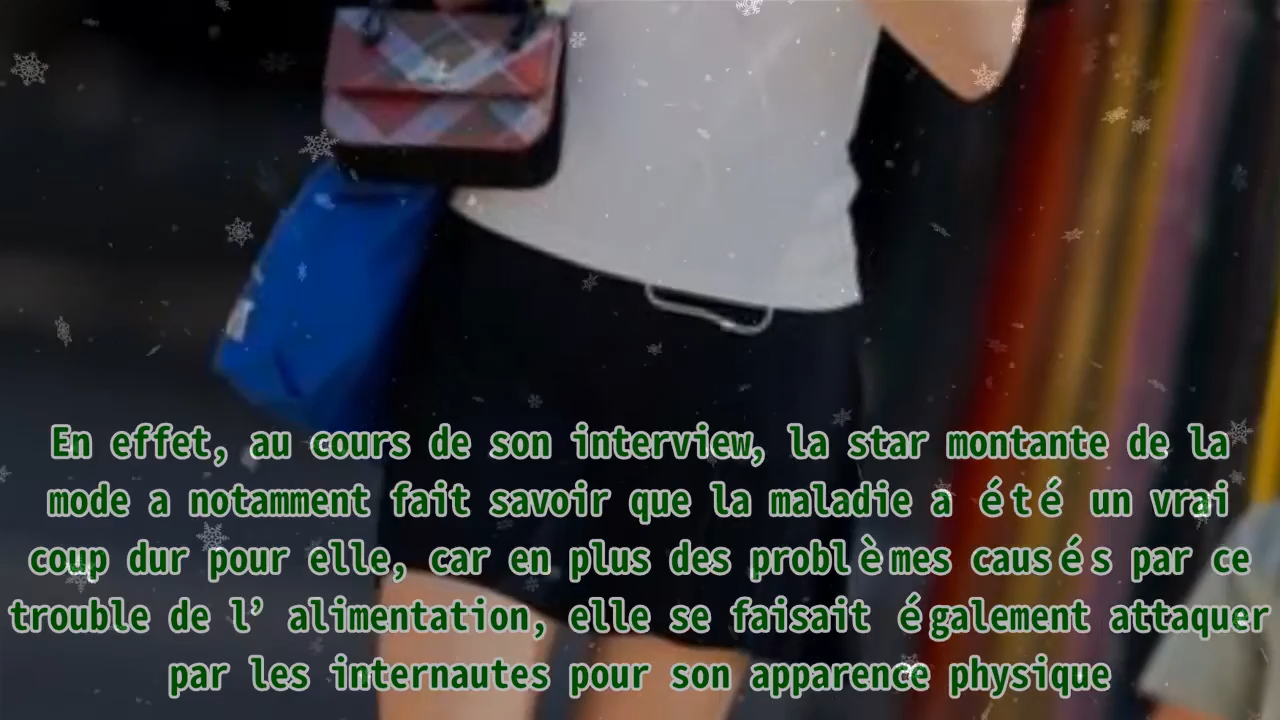 En effet, au cours de son interview, la star montante de la
mode a notamment fait savoir que la maladie a été un vrai
coup dur pour elle, car en plus des problèmes causés par ce
trouble de l’ alimentation, elle se faisait également attaquer
par les internautes pour son apparence physique